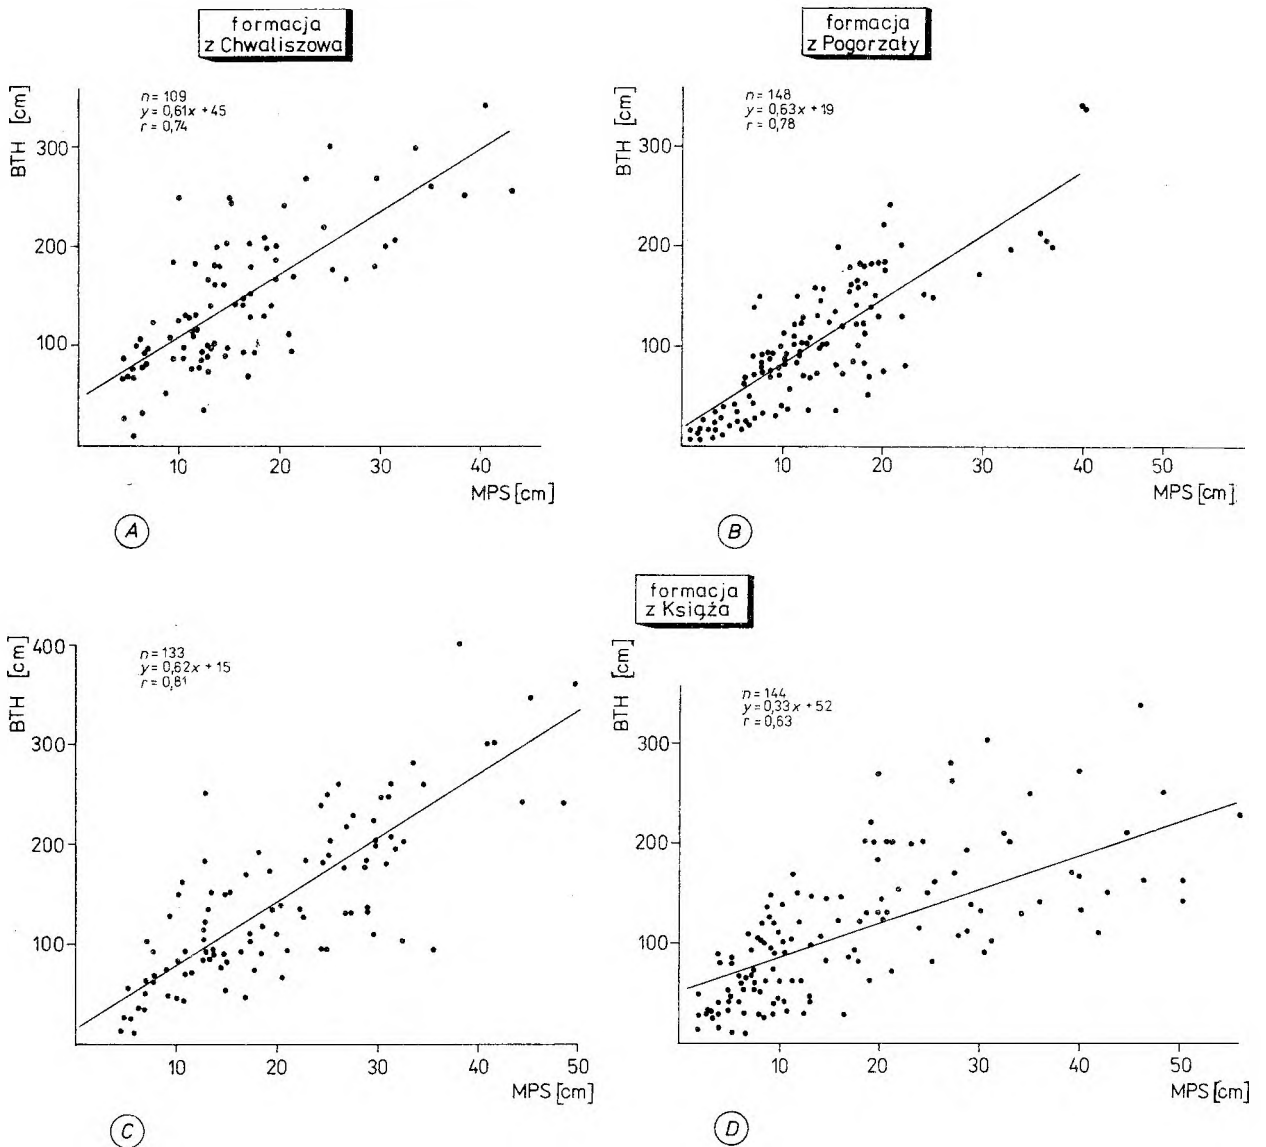 formacja
z Chwaliszowa
BTH [cm]
n = 109
y = 0,61x + 45
r = 0,74
300
200
100
10 20 30 40
MPS [cm]
A
formacja
z Pogorzały
BTH [cm]
n = 148
y = 0,63x + 19
r = 0,78
300
200
100
10 20 30 40 50
MPS [cm]
B
formacja
z Książa
BTH [cm]
n = 133
y = 0,62x + 15
r = 0,81
400
300
200
100
10 20 30 40 50
MPS [cm]
C
BTH [cm]
n = 144
y = 0,33x + 52
r = 0,63
300
200
100
10 20 30 40 50
MPS [cm]
D